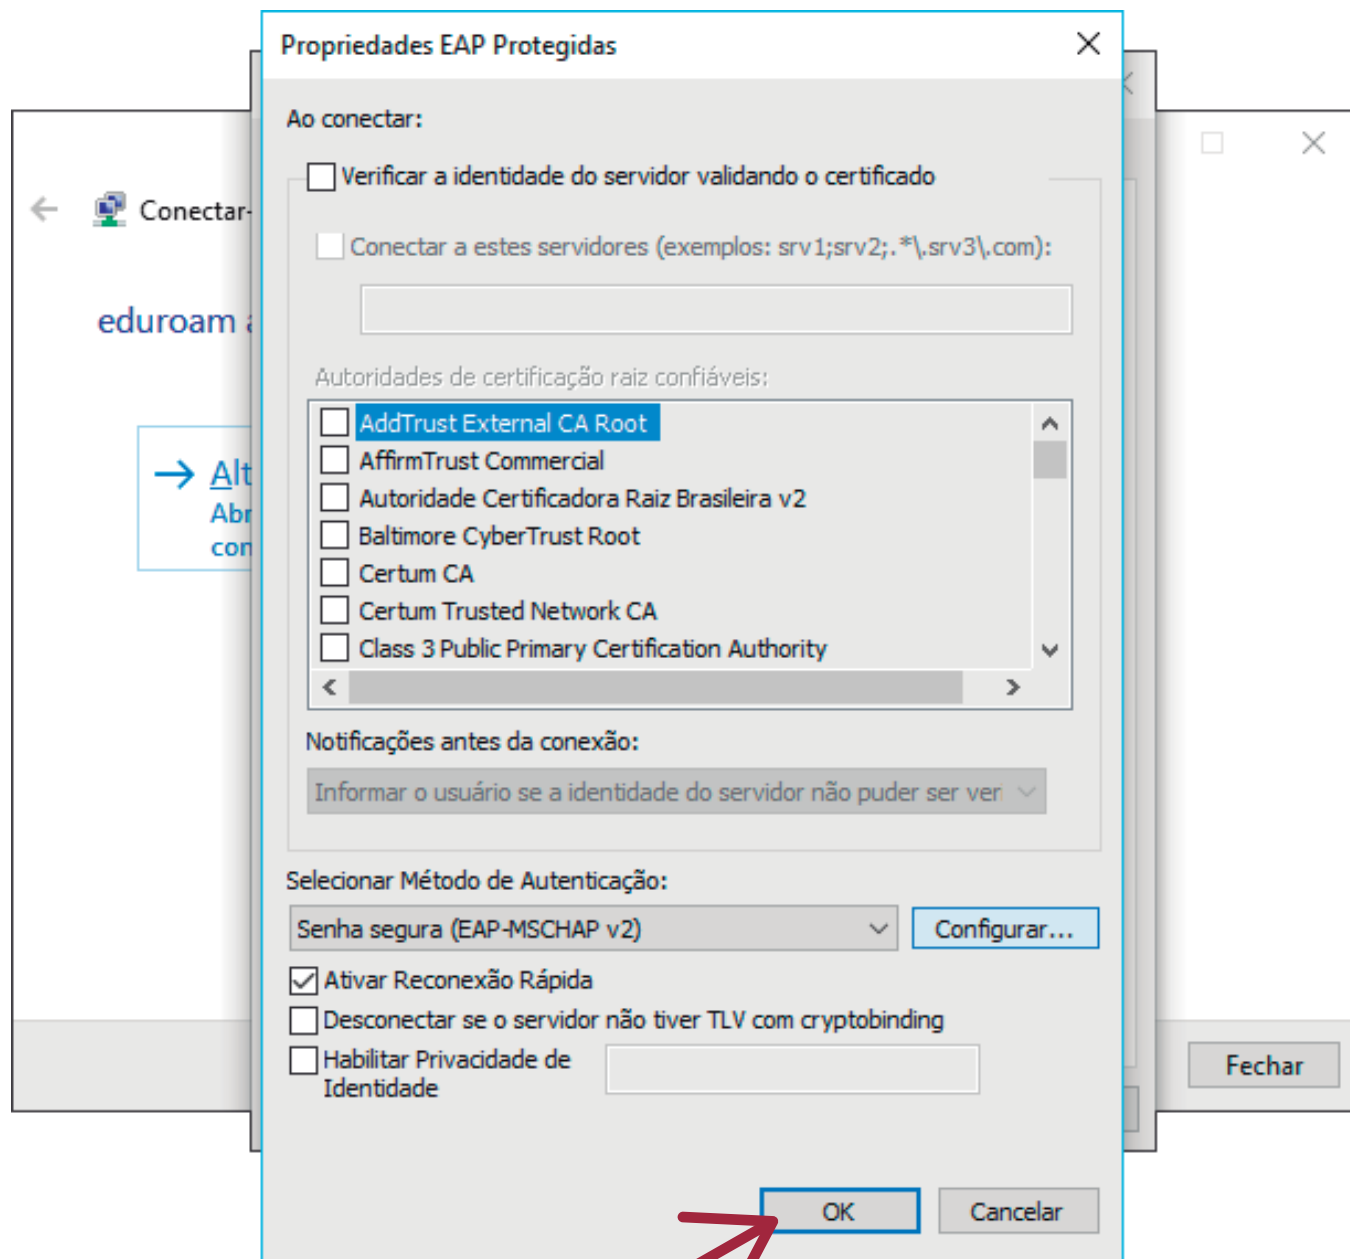 Propriedades EAP Protegidas
Ao conectar:
Verificar a identidade do servidor validando o certificado
Conectar-
Conectar a estes servidores (exemplos: srv1;srv2;.*\.srv3\.com):
eduroam
Autoridades de certificação raiz confiáveis:
AddTrust External CA Root
AffirmTrust Commercial
Alt
Autoridade Certificadora Raiz Brasileira v2
Abr
Baltimore CyberTrust Root
con
Certum CA
Certum Trusted Network CA
Class 3 Public Primary Certification Authority
Notificações antes da conexão:
Informar o usuário se a identidade do servidor não puder ser veri
Selecionar Método de Autenticação:
Senha segura (EAP-MSCHAP v2)
Configurar...
Ativar Reconexão Rápida
Desconectar se o servidor não tiver TLV com cryptobinding
Habilitar Privacidade de
Identidade
Fechar
OK
Cancelar